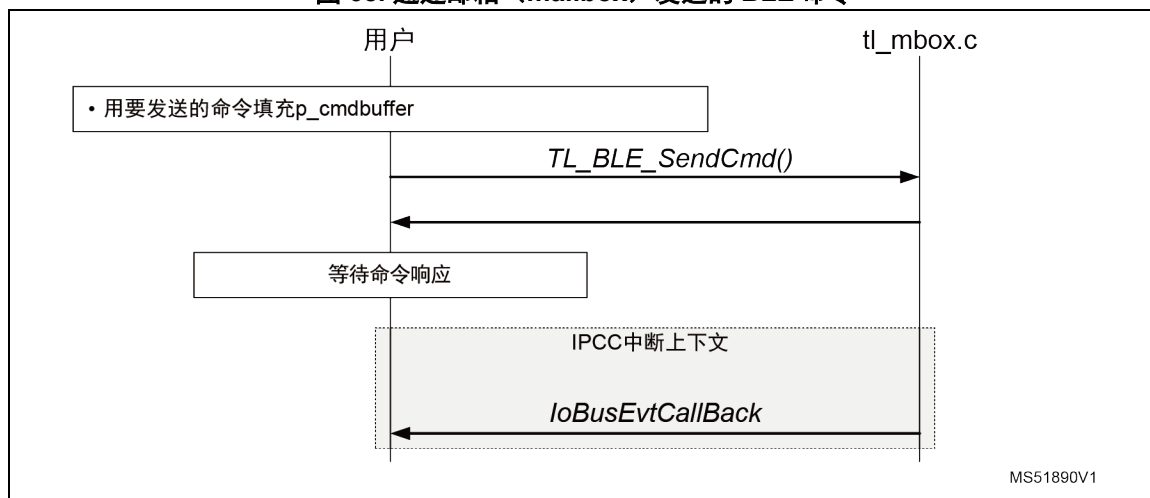 用户
tl_mbox.c
• 用要发送的命令填充p_cmdbuffer
TL_BLE_SendCmd()
等待命令响应
IPCC中断上下文
IoBusEvtCallBack
MS51890V1